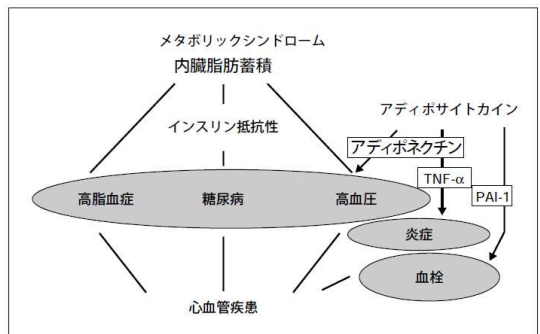 メタボリックシンドローム
内臓脂肪蓄積
アディポサイトカイン
インスリン抵抗性
アディポネクチン
TNF-α
PAI-1
高脂血症
糖尿病
高血圧
炎症
血栓
心血管疾患